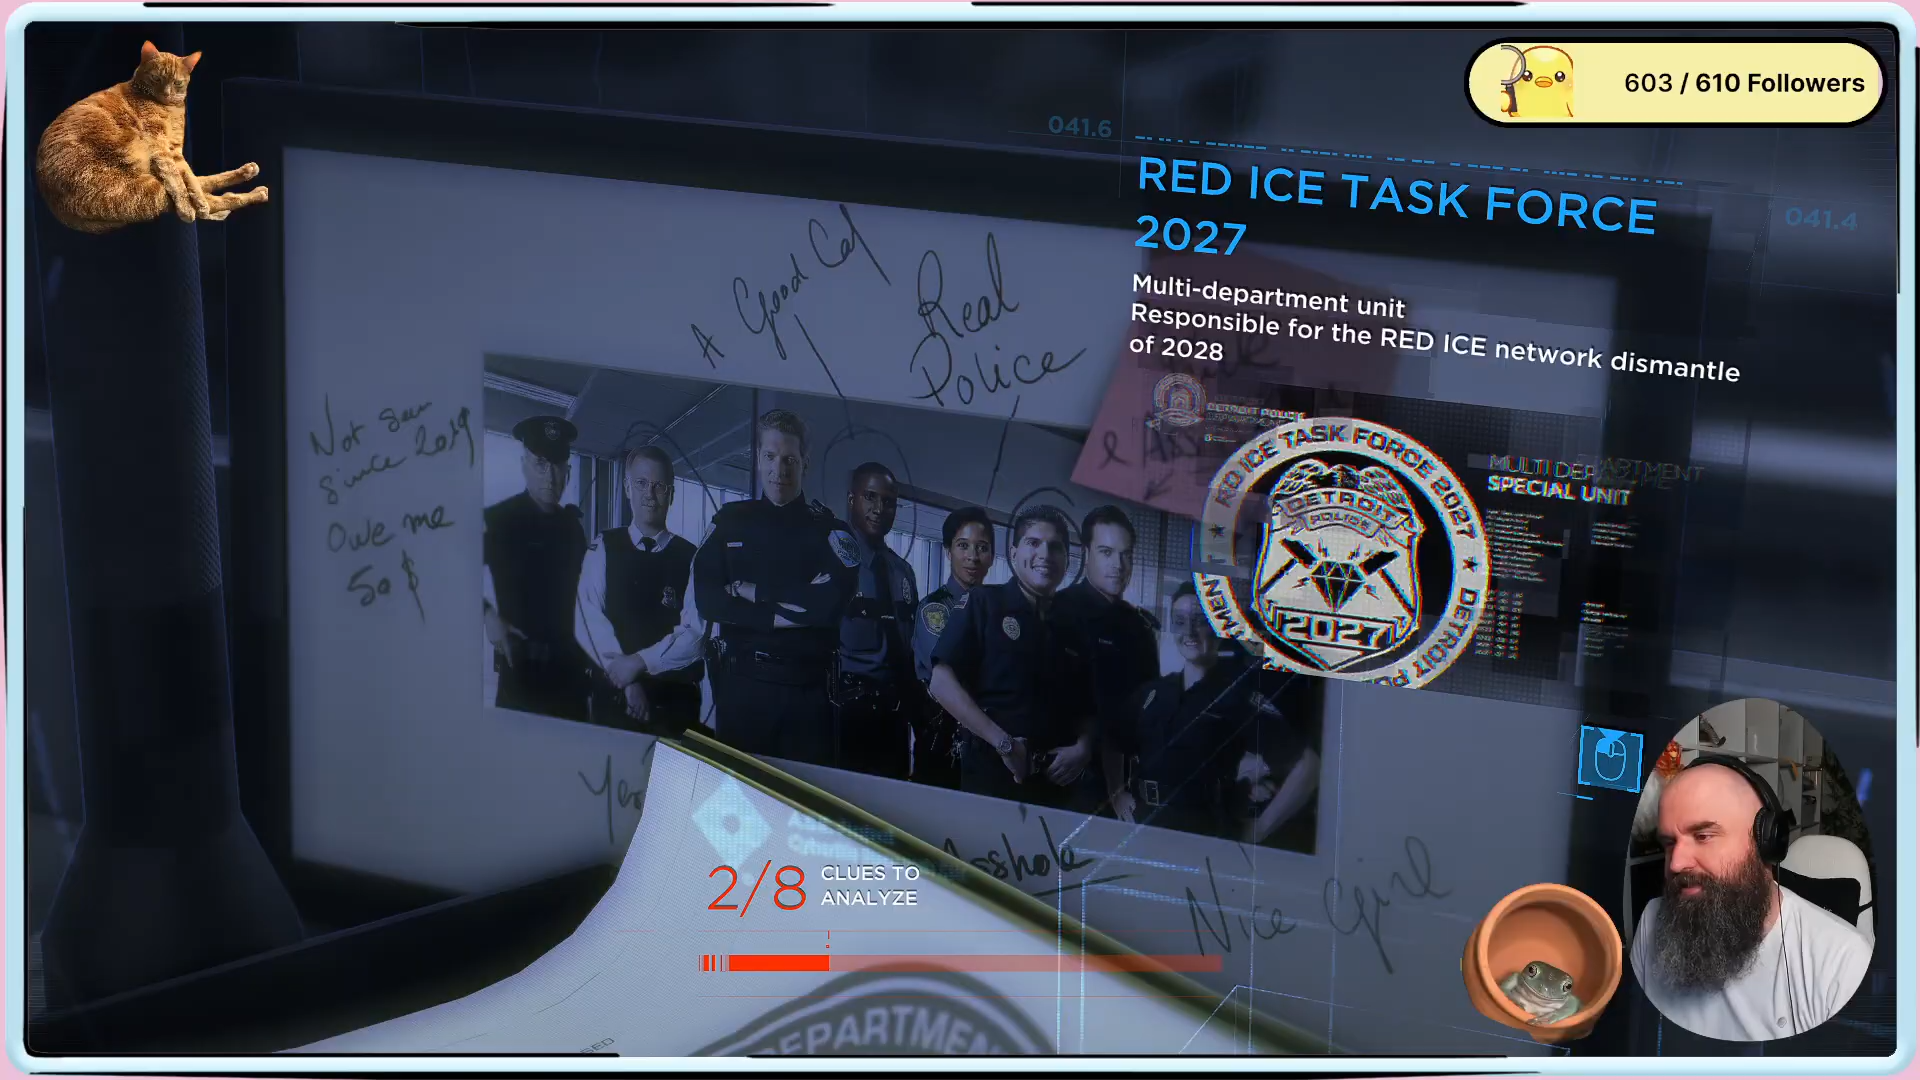 603 / 610 Followers
041.6
RED ICE TASK FORCE
2027
041.4
Multi-department unit
Responsible for the RED ICE network dismantle
of 2028
A Good Cat
Real
Police
Not seen
since 2019
Owe me
50 $
RED ICE TASK FORCE 2027
DETROIT
POLICE
2027
MULTI DEPARTMENT
SPECIAL UNIT
Asshole
Nice Girl
2/8
CLUES TO
ANALYZE
DEPARTMEN